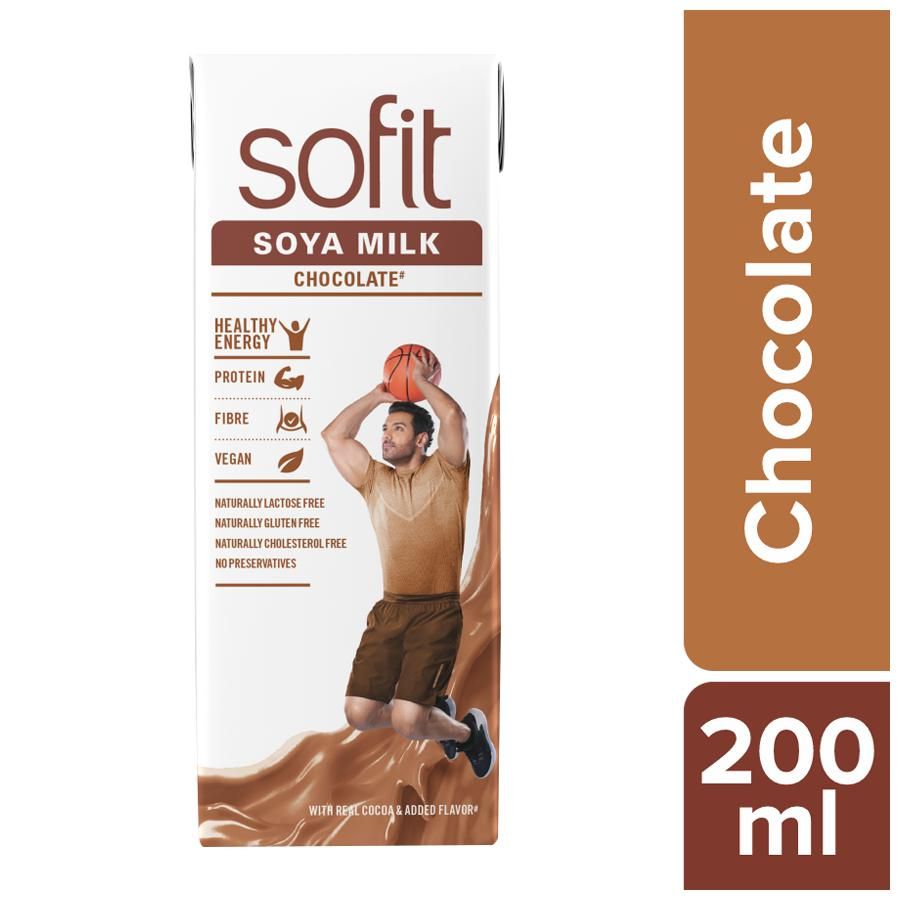 sofit
SOYA MILK
CHOCOLATE#
HEALTHY
ENERGY
PROTEIN
FIBRE
VEGAN
NATURALLY LACTOSE FREE
NATURALLY GLUTEN FREE
NATURALLY CHOLESTEROL FREE
NO PRESERVATIVES
WITH REAL COCOA & ADDED FLAVOR#
Chocolate
200
ml